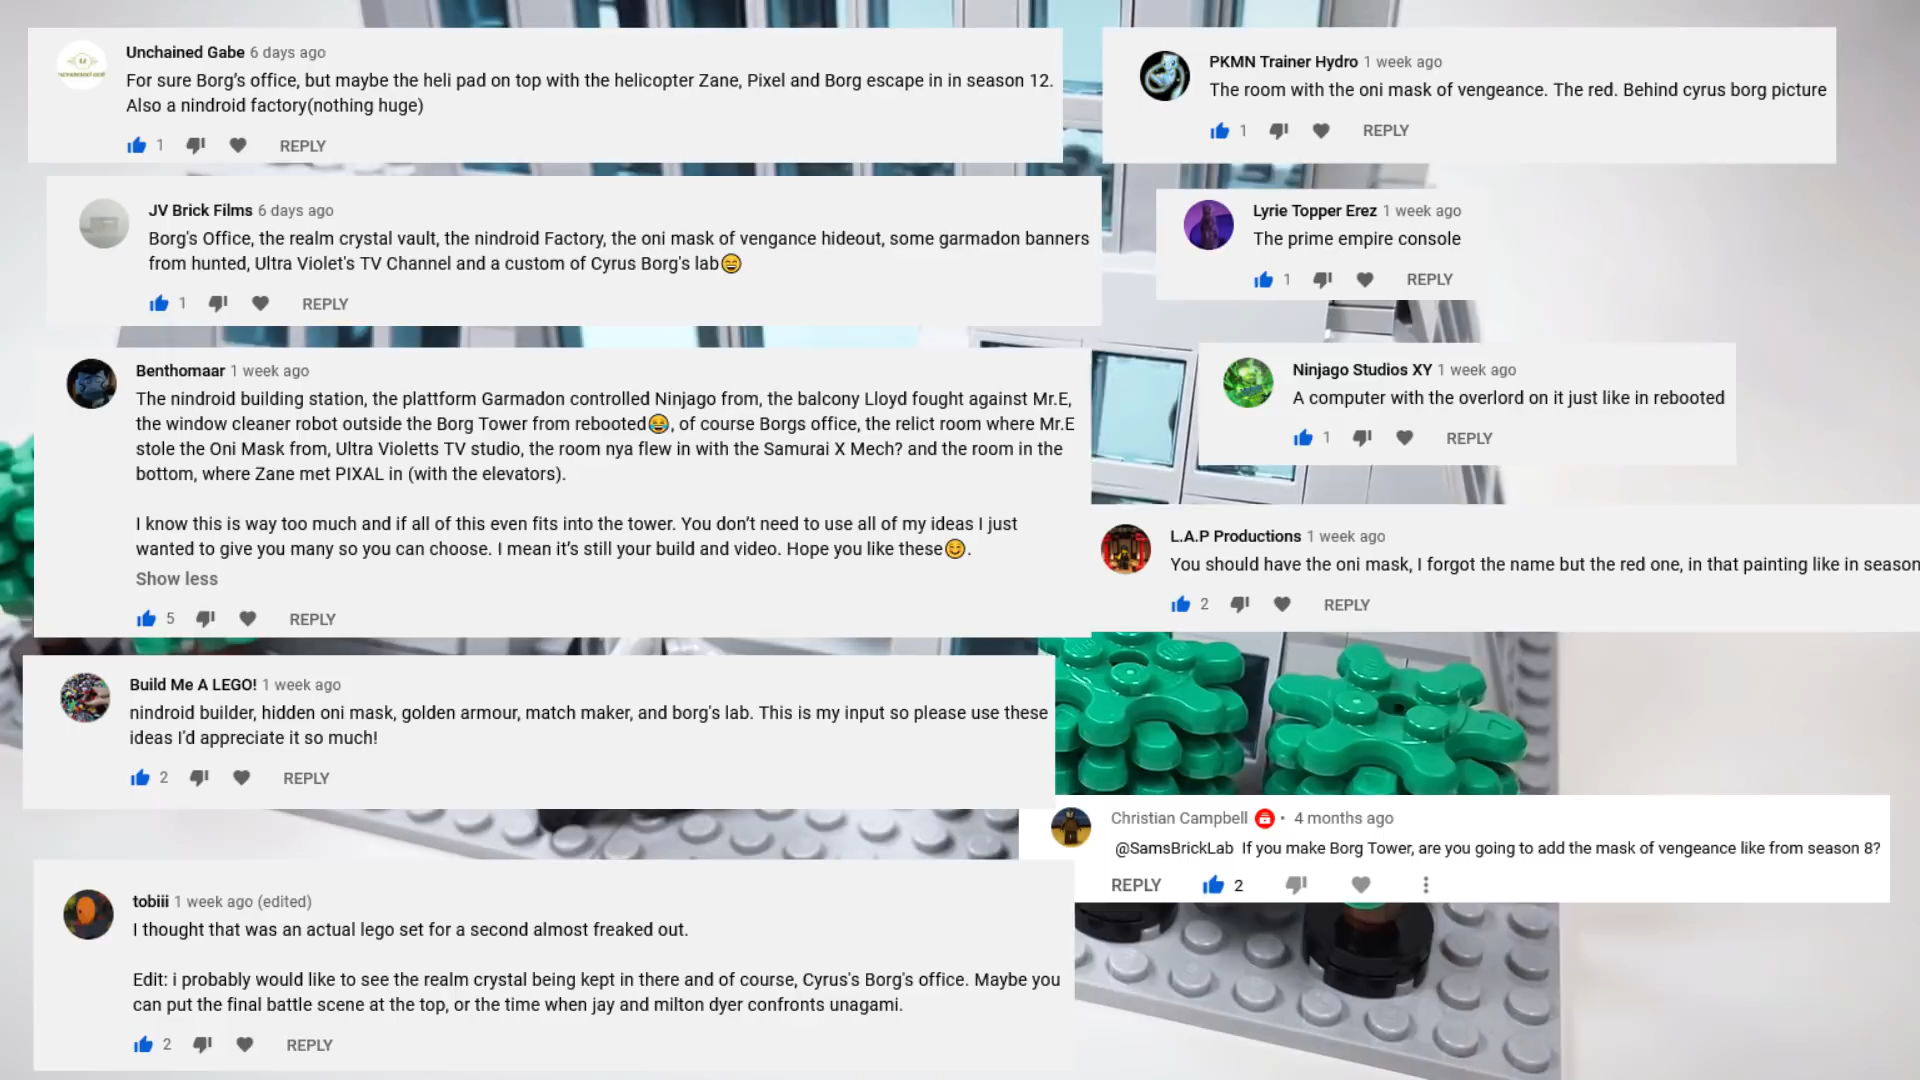 Unchained Gabe 6 days ago
For sure Borg's office, but maybe the heli pad on top with the helicopter Zane, Pixel and Borg escape in in season 12.
Also a nindroid factory(nothing huge)
1 REPLY
JV Brick Films 6 days ago
Borg's Office, the realm crystal vault, the nindroid Factory, the oni mask of vengance hideout, some garmadon banners
from hunted, Ultra Violet's TV Channel and a custom of Cyrus Borg's lab😄
1 REPLY
Benthomaar 1 week ago
The nindroid building station, the plattform Garmadon controlled Ninjago from, the balcony Lloyd fought against Mr.E,
the window cleaner robot outside the Borg Tower from rebooted😂, of course Borgs office, the relict room where Mr.E
stole the Oni Mask from, Ultra Violetts TV studio, the room nya flew in with the Samurai X Mech? and the room in the
bottom, where Zane met PIXAL in (with the elevators).
I know this is way too much and if all of this even fits into the tower. You don't need to use all of my ideas I just
wanted to give you many so you can choose. I mean it's still your build and video. Hope you like these😊.
Show less
5 REPLY
Build Me A LEGO! 1 week ago
nindroid builder, hidden oni mask, golden armour, match maker, and borg's lab. This is my input so please use these
ideas I'd appreciate it so much!
2 REPLY
tobiii 1 week ago (edited)
I thought that was an actual lego set for a second almost freaked out.
Edit: i probably would like to see the realm crystal being kept in there and of course, Cyrus's Borg's office. Maybe you
can put the final battle scene at the top, or the time when jay and milton dyer confronts unagami.
2 REPLY
PKMN Trainer Hydro 1 week ago
The room with the oni mask of vengeance. The red. Behind cyrus borg picture
1 REPLY
Lyrie Topper Erez 1 week ago
The prime empire console
1 REPLY
Ninjago Studios XY 1 week ago
A computer with the overlord on it just like in rebooted
1 REPLY
L.A.P Productions 1 week ago
You should have the oni mask, I forgot the name but the red one, in that painting like in season
2 REPLY
Christian Campbell • 4 months ago
@SamsBrickLab If you make Borg Tower, are you going to add the mask of vengeance like from season 8?
REPLY 2